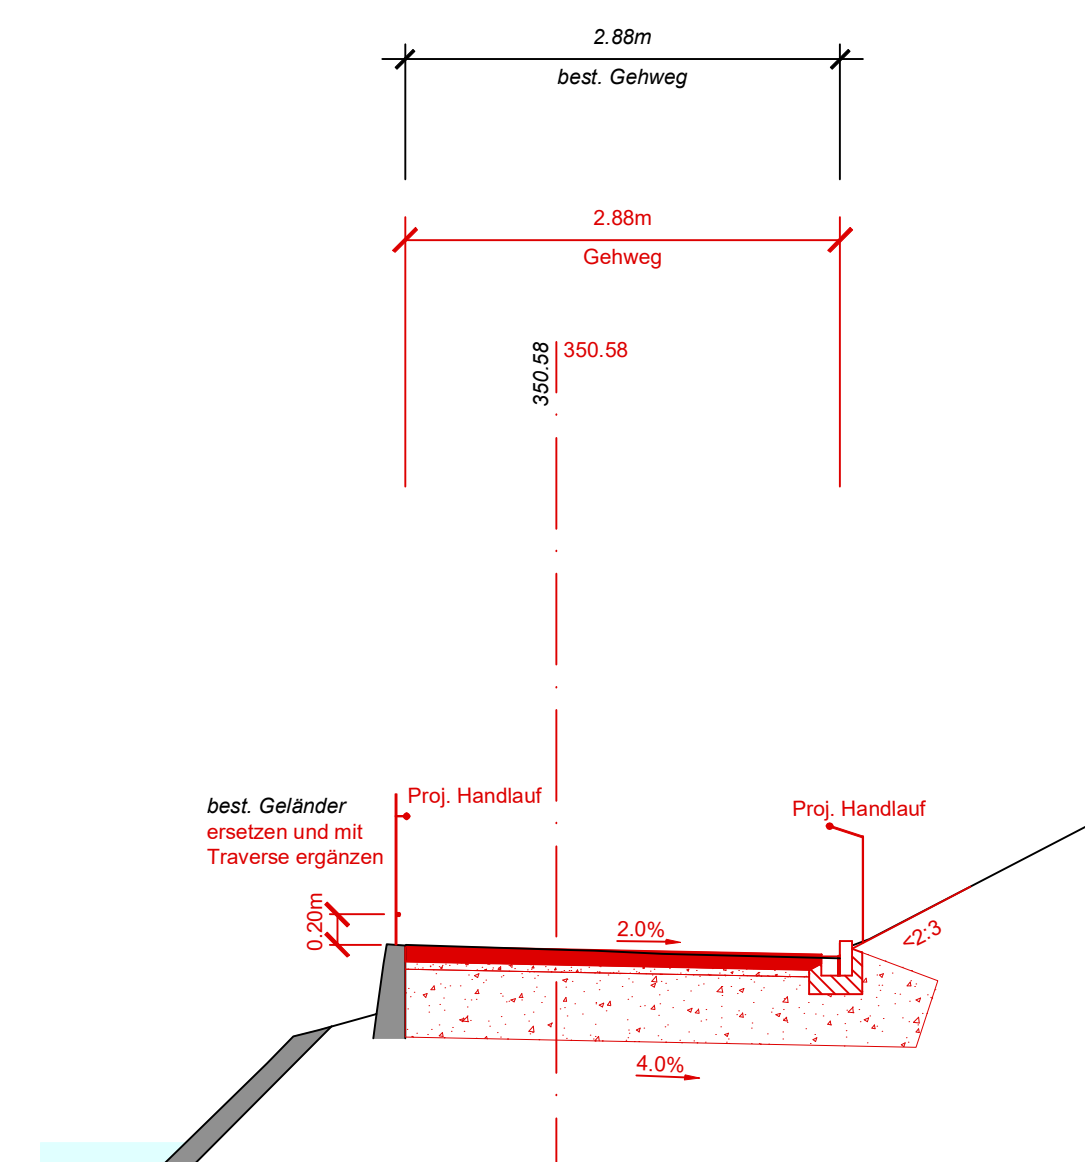 2.88m
best. Gehweg
2.88m
Gehweg
350.58
350.58
best. Geländer
ersetzen und mit
Traverse ergänzen
Proj. Handlauf
Proj. Handlauf
0.20m
2.0%
<2:3
4.0%